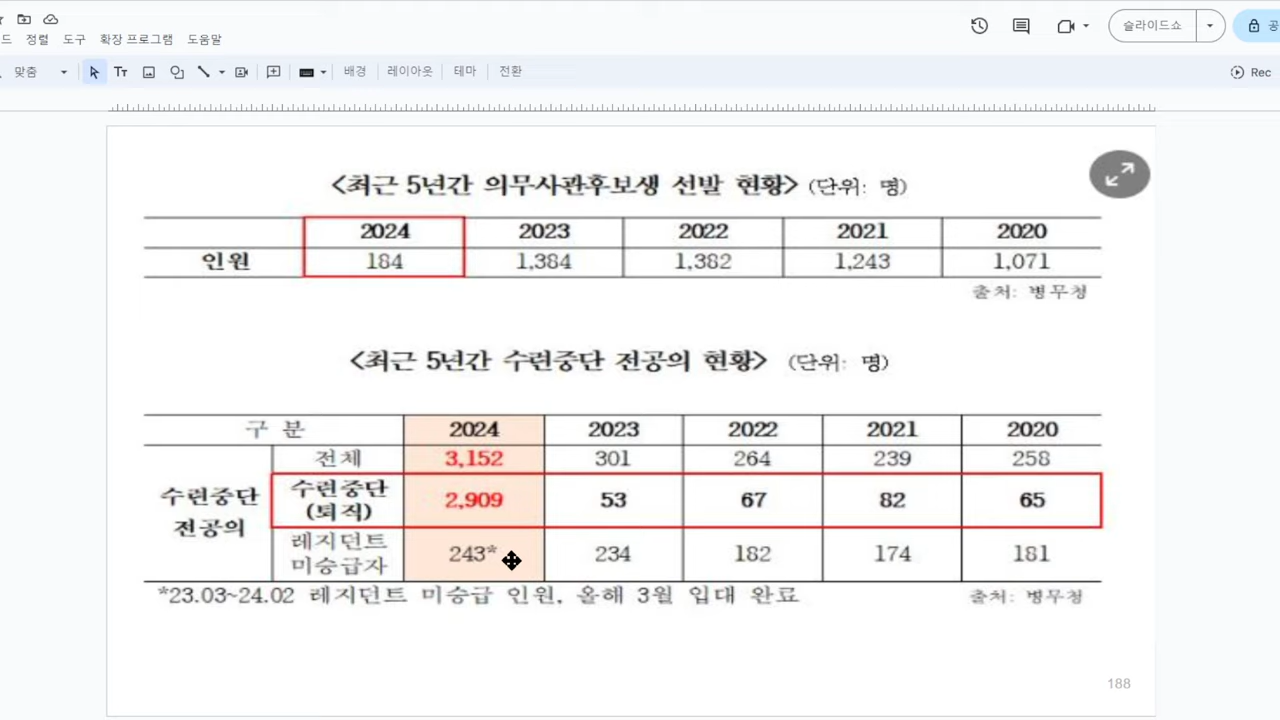 드 정렬 도구 확장 프로그램 도움말
슬라이드쇼
공
맞춤
Tт
배경 레이아웃 테마 전환
Rec
<최근 5년간 의무사관후보생 선발 현황> (단위: 명)
2024 2023 2022 2021 2020
인원 184 1,384 1,382 1,243 1,071
출처: 병무청
<최근 5년간 수련중단 전공의 현황> (단위: 명)
구 분 2024 2023 2022 2021 2020
수련중단
전공의
전체 3,152 301 264 239 258
수련중단
(퇴직) 2,909 53 67 82 65
레지던트
미승급자 243* 234 182 174 181
*23.03~24.02 레지던트 미승급 인원, 올해 3월 입대 완료
출처: 병무청
188